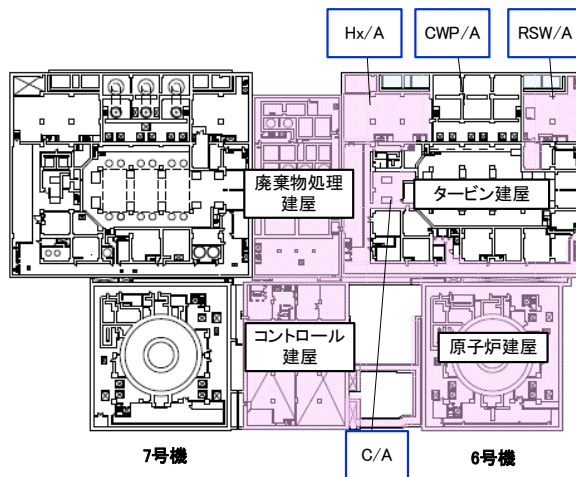 Hx/A
CWP/A
RSW/A
廃棄物処理
建屋
タービン建屋
コントロール
建屋
原子炉建屋
7号機
C/A
6号機